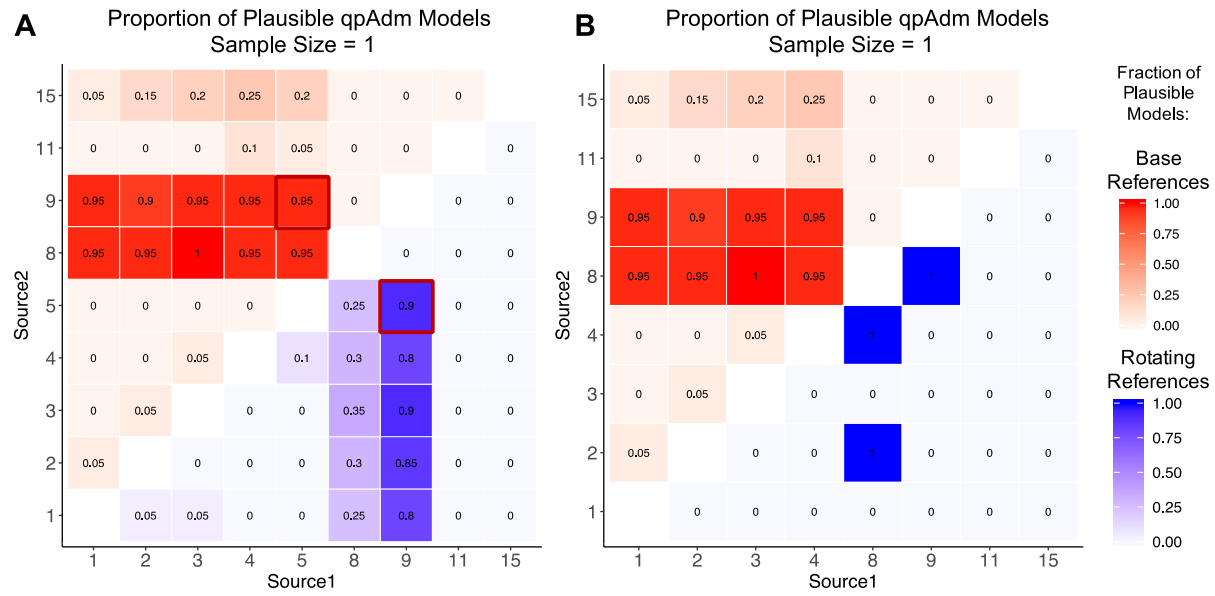 A
Proportion of Plausible qpAdm Models
Sample Size = 1
Source2
15 0.05 0.15 0.2 0.25 0.2 0 0 0
11 0 0 0 0.1 0.05 0 0 0
9 0.95 0.9 0.95 0.95 0.95 0 0 0
8 0.95 0.95 1 0.95 0.95 0 0 0
5 0 0 0 0 0.25 0.9 0 0
4 0 0 0.05 0.1 0.3 0.8 0 0
3 0 0.05 0 0 0.35 0.9 0 0
2 0.05 0 0 0 0.3 0.85 0 0
1 0.05 0.05 0 0 0.25 0.8 0 0
1 2 3 4 5 8 9 11 15
Source1
B
Proportion of Plausible qpAdm Models
Sample Size = 1
Source2
15 0.05 0.15 0.2 0.25 0 0 0
11 0 0 0 0.1 0 0 0
9 0.95 0.9 0.95 0.95 0 0 0
8 0.95 0.95 1 0.95 1 0 0
4 0 0 0.05 1 0 0 0
3 0 0.05 0 0 0 0 0
2 0.05 0 0 1 0 0 0
1 0 0 0 0 0 0 0
1 2 3 4 8 9 11 15
Source1
Fraction of
Plausible
Models:
Base
References
1.00
0.75
0.50
0.25
0.00
Rotating
References
1.00
0.75
0.50
0.25
0.00